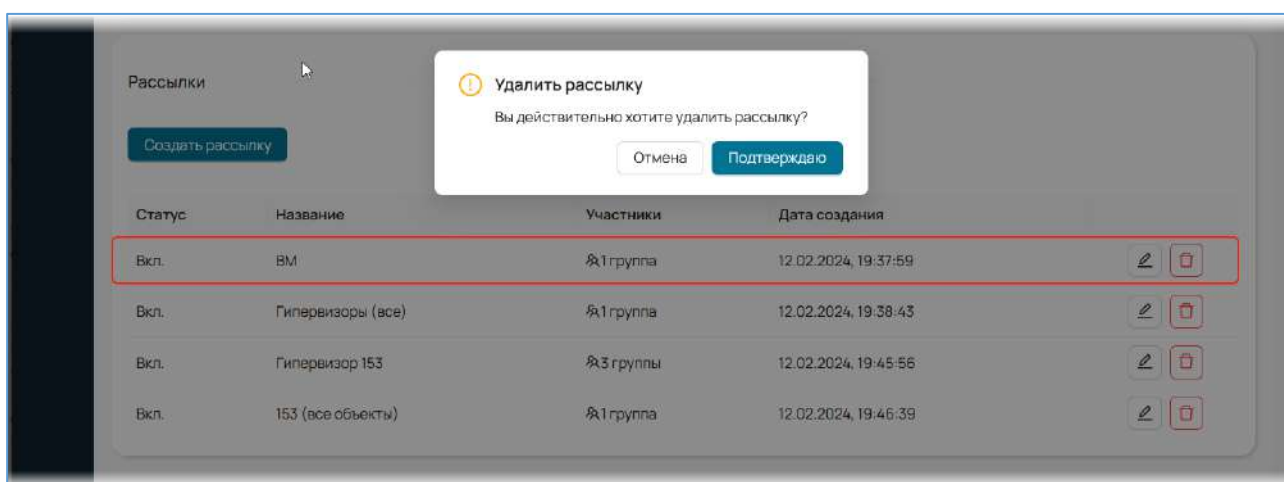 Рассылки
Удалить рассылку
Вы действительно хотите удалить рассылку?
Отмена Подтверждаю
Создать рассылку
Статус Название Участники Дата создания
Вкл. ВМ 1 группа 12.02.2024, 19:37:59
Вкл. Гипервизоры (все) 1 группа 12.02.2024, 19:38:43
Вкл. Гипервизор 153 3 группы 12.02.2024, 19:45:56
Вкл. 153 (все объекты) 1 группа 12.02.2024, 19:46:39